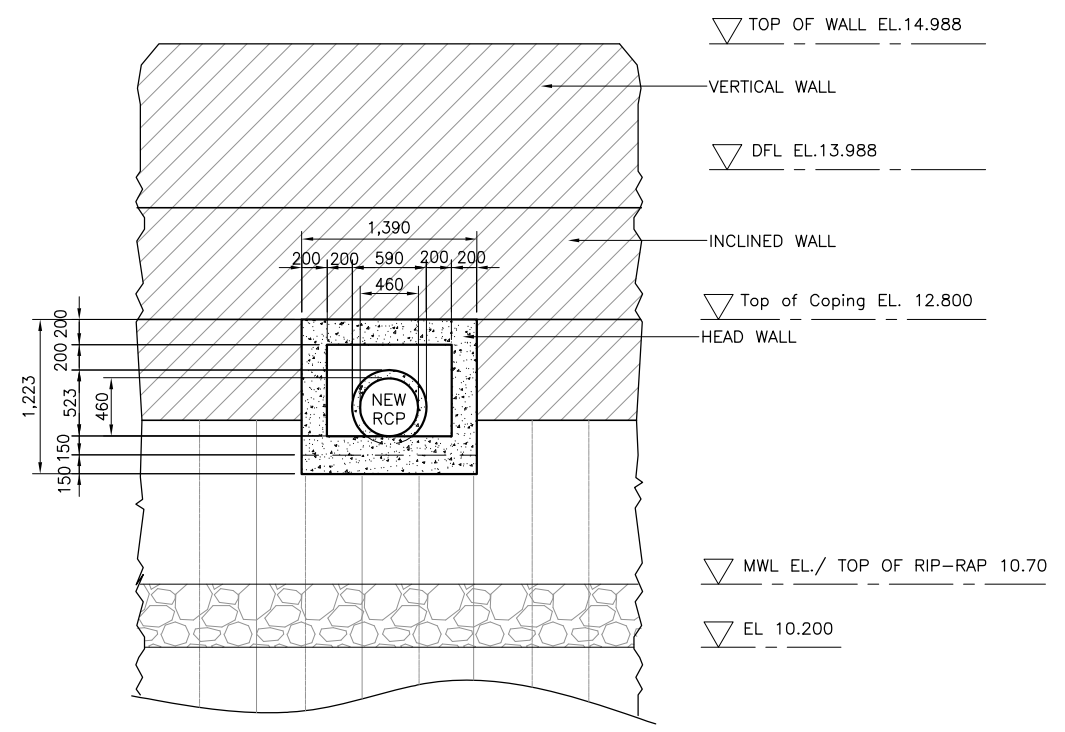 TOP OF WALL EL.14.988
VERTICAL WALL
DFL EL.13.988
1,390
INCLINED WALL
200 200 590 200 200
460
Top of Coping EL. 12.800
200
HEAD WALL
200
1,223
523
460
NEW
RCP
150
150
MWL EL./ TOP OF RIP-RAP 10.70
EL 10.200